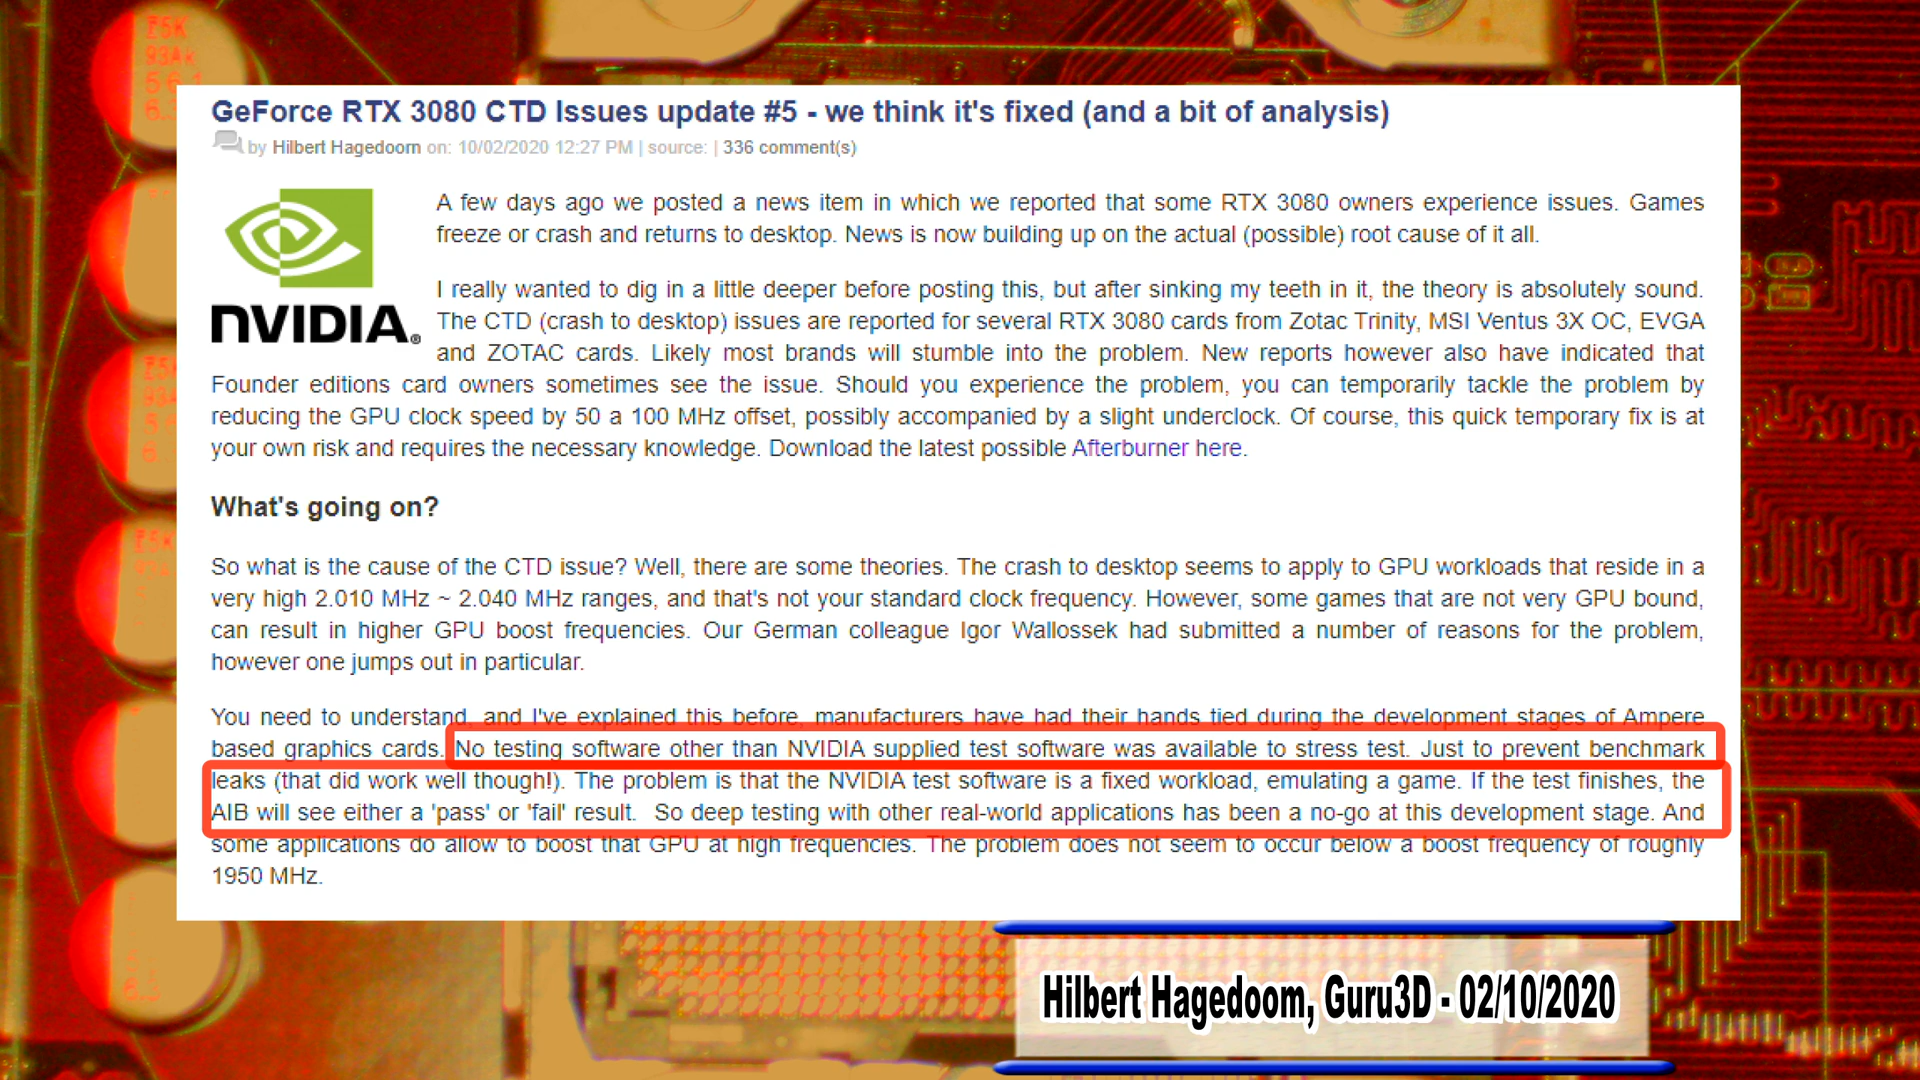 GeForce RTX 3080 CTD Issues update #5 - we think it's fixed (and a bit of analysis)
by Hilbert Hagedoorn on: 10/02/2020 12:27 PM | source: | 336 comment(s)
NVIDIA®
A few days ago we posted a news item in which we reported that some RTX 3080 owners experience issues. Games
freeze or crash and returns to desktop. News is now building up on the actual (possible) root cause of it all.
I really wanted to dig in a little deeper before posting this, but after sinking my teeth in it, the theory is absolutely sound.
The CTD (crash to desktop) issues are reported for several RTX 3080 cards from Zotac Trinity, MSI Ventus 3X OC, EVGA
and ZOTAC cards. Likely most brands will stumble into the problem. New reports however also have indicated that
Founder editions card owners sometimes see the issue. Should you experience the problem, you can temporarily tackle the problem by
reducing the GPU clock speed by 50 a 100 MHz offset, possibly accompanied by a slight underclock. Of course, this quick temporary fix is at
your own risk and requires the necessary knowledge. Download the latest possible Afterburner here.
What's going on?
So what is the cause of the CTD issue? Well, there are some theories. The crash to desktop seems to apply to GPU workloads that reside in a
very high 2.010 MHz ~ 2.040 MHz ranges, and that's not your standard clock frequency. However, some games that are not very GPU bound,
can result in higher GPU boost frequencies. Our German colleague Igor Wallossek had submitted a number of reasons for the problem,
however one jumps out in particular.
You need to understand, and I've explained this before, manufacturers have had their hands tied during the development stages of Ampere
based graphics cards. No testing software other than NVIDIA supplied test software was available to stress test. Just to prevent benchmark
leaks (that did work well though!). The problem is that the NVIDIA test software is a fixed workload, emulating a game. If the test finishes, the
AIB will see either a 'pass' or 'fail' result. So deep testing with other real-world applications has been a no-go at this development stage. And
some applications do allow to boost that GPU at high frequencies. The problem does not seem to occur below a boost frequency of roughly
1950 MHz.
Hilbert Hagedoom, Guru3D - 02/10/2020